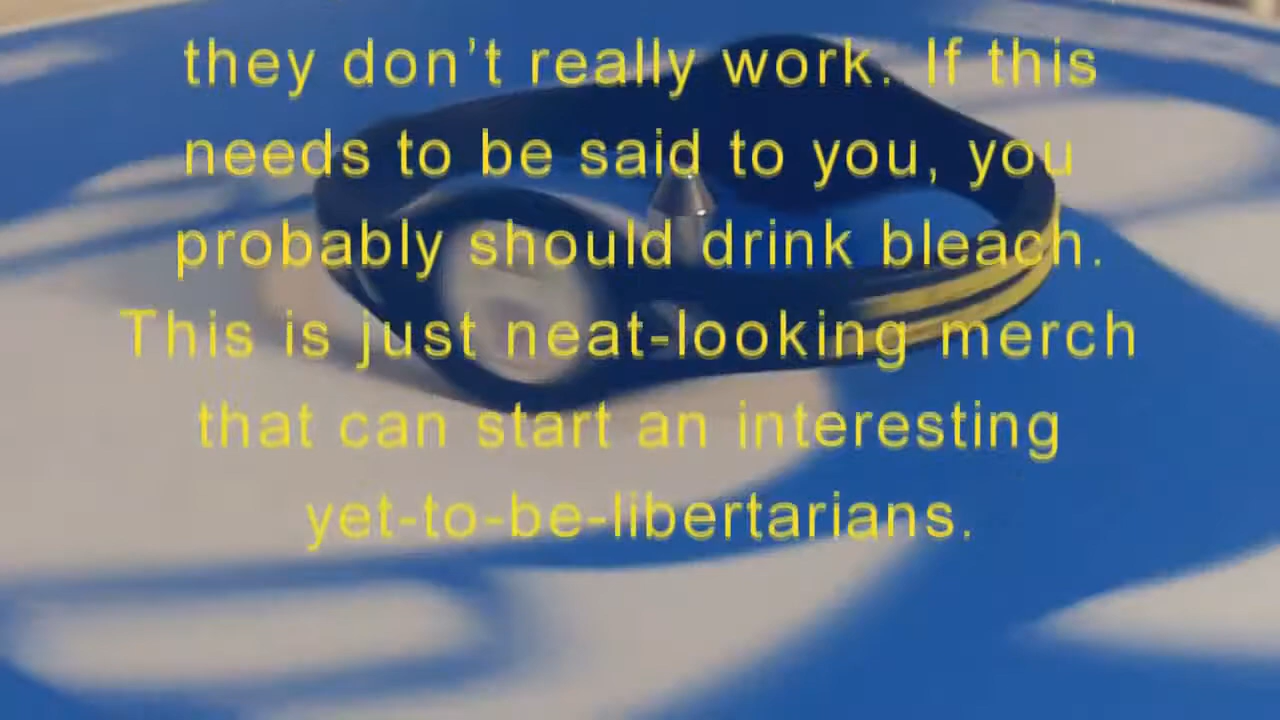 they don’t really work. If this
needs to be said to you, you
probably should drink bleach.
This is just neat-looking merch
that can start an interesting
yet-to-be-libertarians.